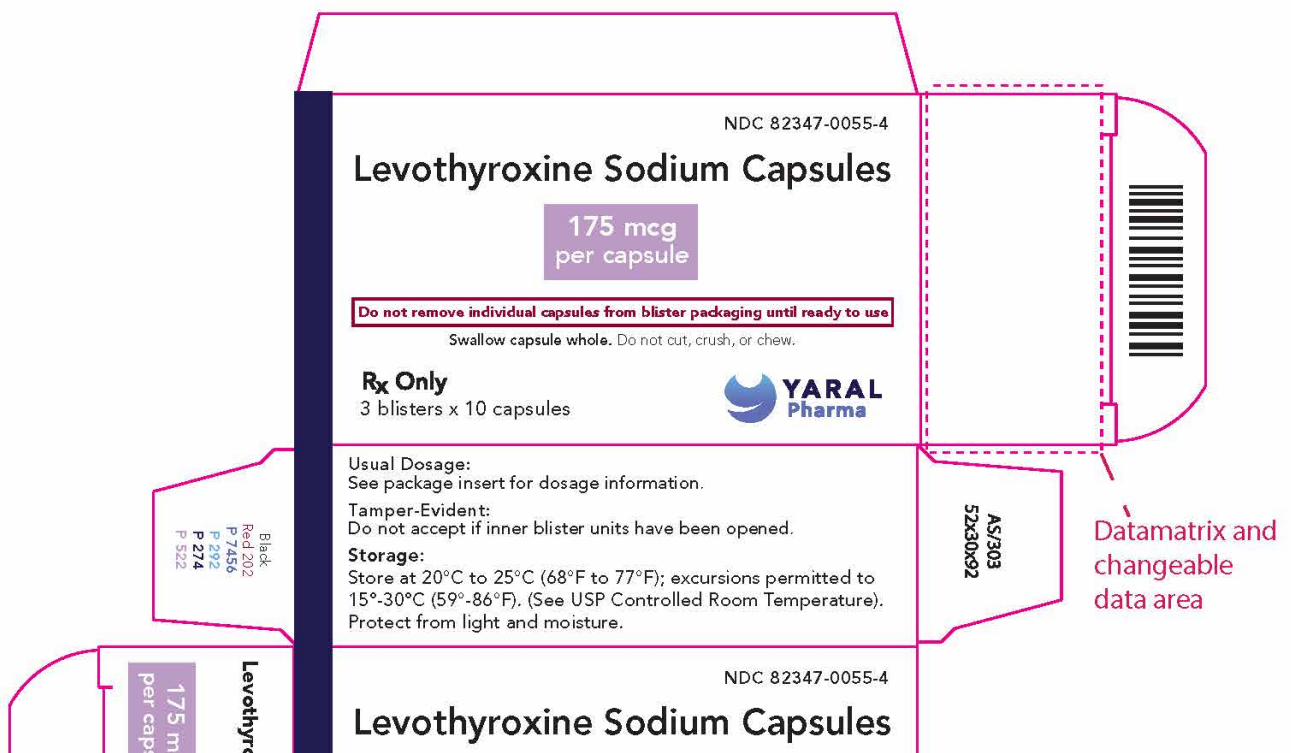 NDC 82347-0055-4
Levothyroxine Sodium Capsules
175 mcg
per capsule
Do not remove individual capsules from blister packaging until ready to use
Swallow capsule whole. Do not cut, crush, or chew.
Rx Only
3 blisters x 10 capsules
YARAL
Pharma
Usual Dosage:
See package insert for dosage information.
Tamper-Evident:
Do not accept if inner blister units have been opened.
Storage:
Store at 20°C to 25°C (68°F to 77°F); excursions permitted to
15°-30°C (59°-86°F). (See USP Controlled Room Temperature).
Protect from light and moisture.
Black
Red 202
P 7456
P 292
P 274
P 522
AS/303
52x30x92
Datamatrix and
changeable
data area
Levothyro
175 m
per caps
NDC 82347-0055-4
Levothyroxine Sodium Capsules